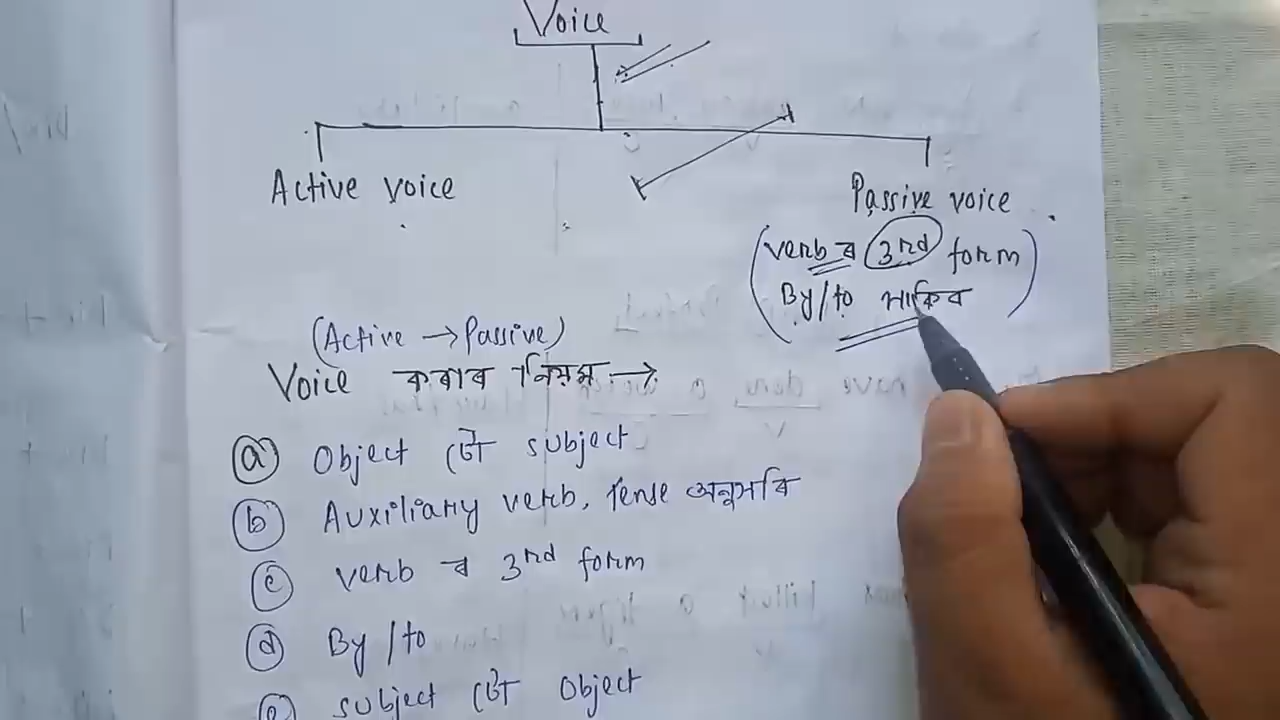 Voice
Active voice
Passive voice
(verb ৰ 3rd form
By/to থাকিব)
(Active → Passive)
Voice কৰাৰ নিয়ম →
(a) Object টো subject
(b) Auxiliary verb, Tense অনুসৰি
(c) verb ৰ 3rd form
(d) By/to
(e) subject টো Object